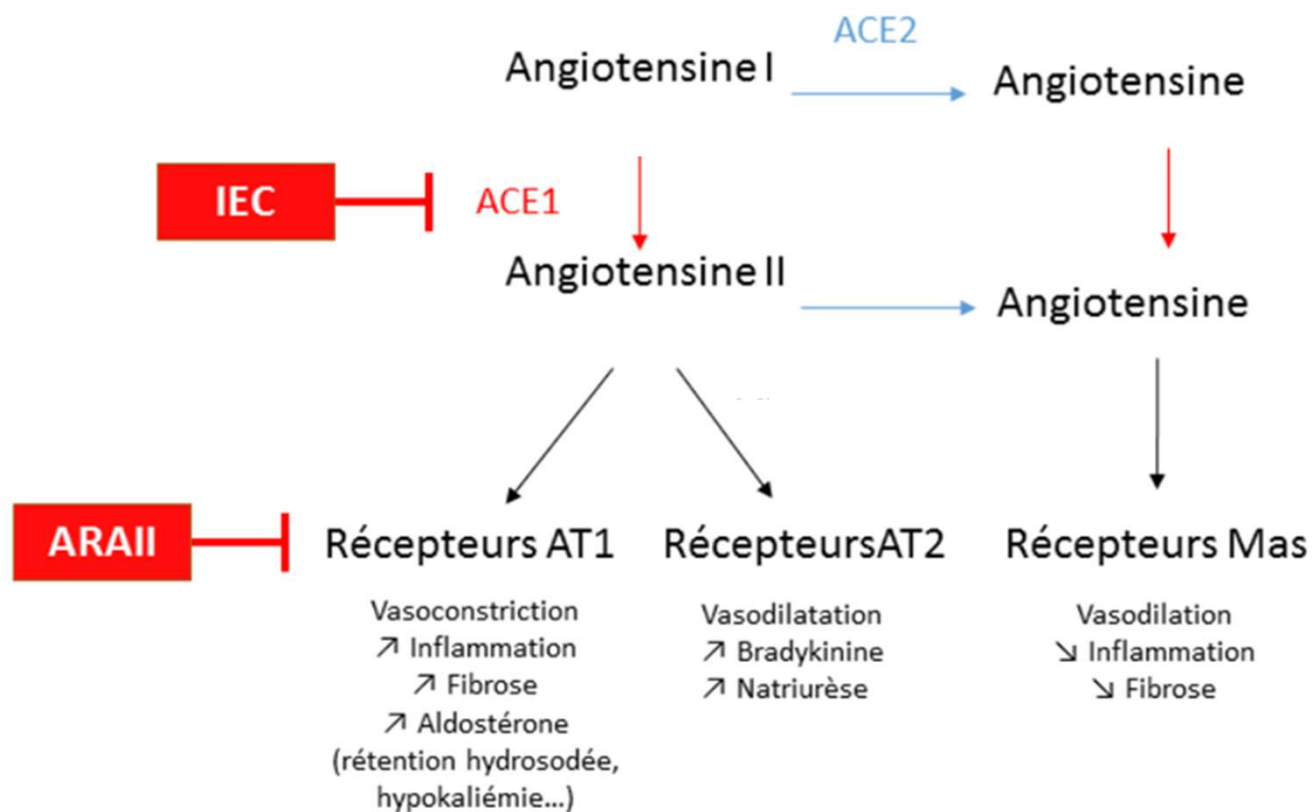 ACE2
Angiotensine I
Angiotensine
IEC
ACE1
Angiotensine II
Angiotensine
ARAII
Récepteurs AT1
RécepteursAT2
Récepteurs Mas
Vasoconstriction
↗ Inflammation
↗ Fibrose
↗ Aldostérone
(rétention hydrosodée,
hypokaliémie...)
Vasodilatation
↗ Bradykinine
↗ Natriurèse
Vasodilation
↘ Inflammation
↘ Fibrose